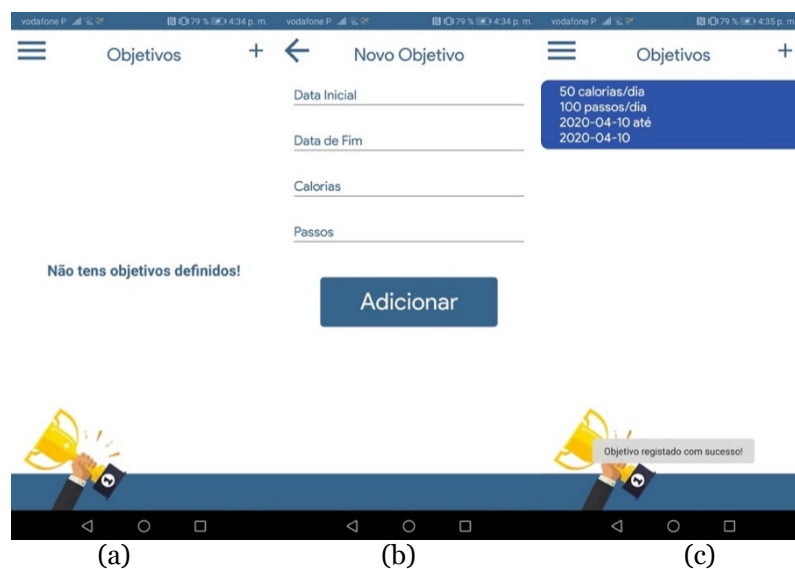 vodafone P 79 % 4:34 p. m.
Objetivos +
Não tens objetivos definidos!
1
(a)
vodafone P 79 % 4:34 p. m.
Novo Objetivo
Data Inicial
Data de Fim
Calorias
Passos
Adicionar
(b)
vodafone P 79 % 4:35 p. m.
Objetivos +
50 calorias/dia
100 passos/dia
2020-04-10 até
2020-04-10
Objetivo registado com sucesso!
1
(c)